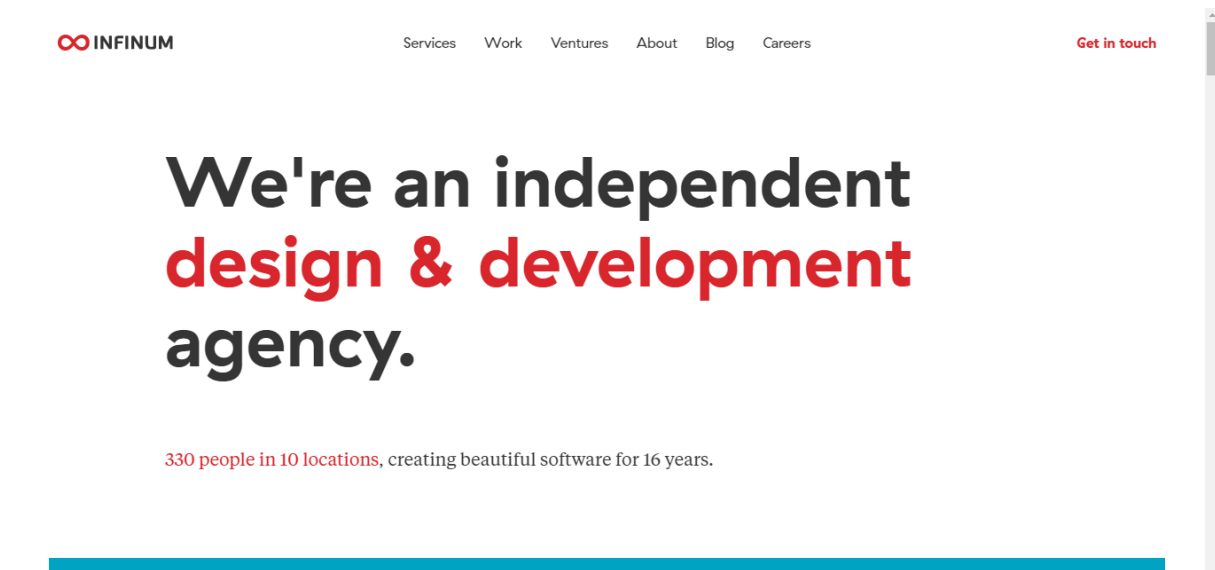 INFINUM
Services Work Ventures About Blog Careers
Get in touch
We're an independent
design & development
agency.
330 people in 10 locations, creating beautiful software for 16 years.